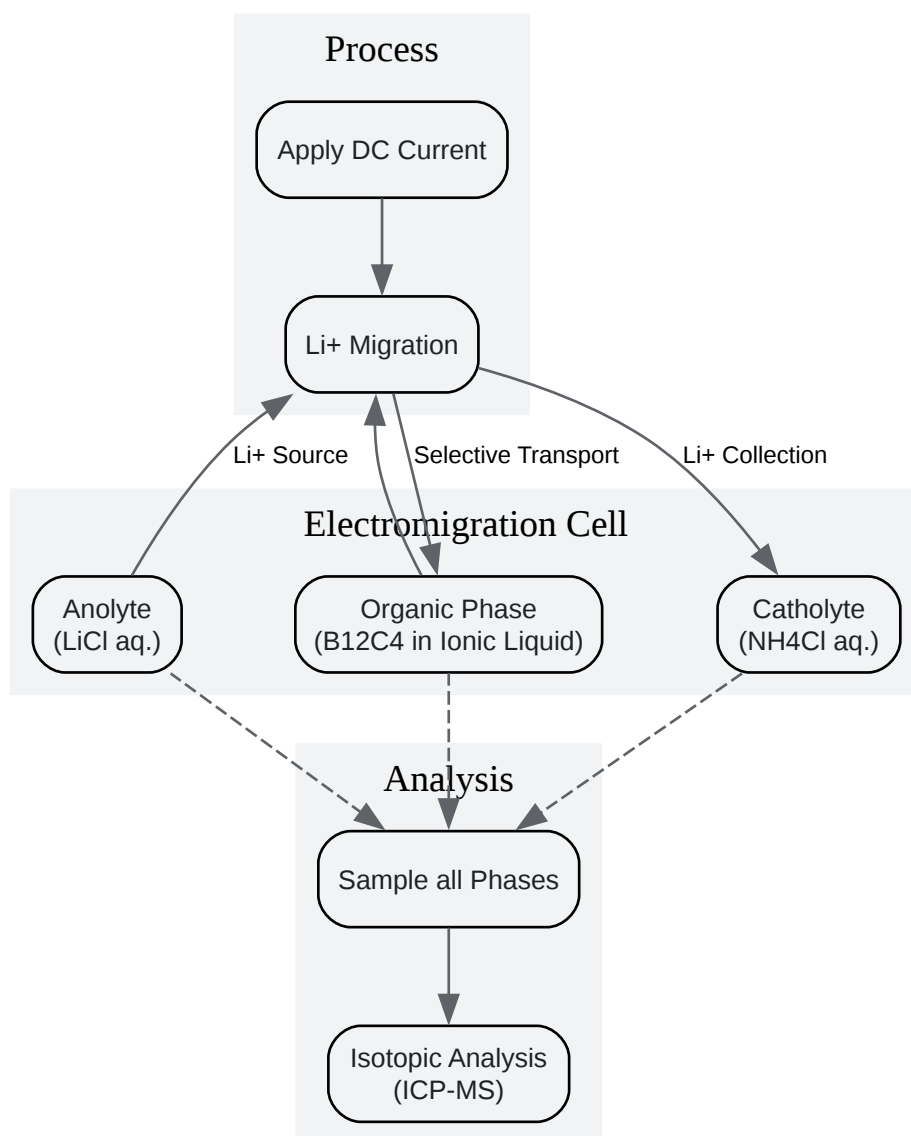 Process
Apply DC Current
Li+ Migration
Li+ Source
Selective Transport
Li+ Collection
Electromigration Cell
Anolyte
(LiCl aq.)
Organic Phase
(B12C4 in Ionic Liquid)
Catholyte
(NH4Cl aq.)
Analysis
Sample all Phases
Isotopic Analysis
(ICP-MS)